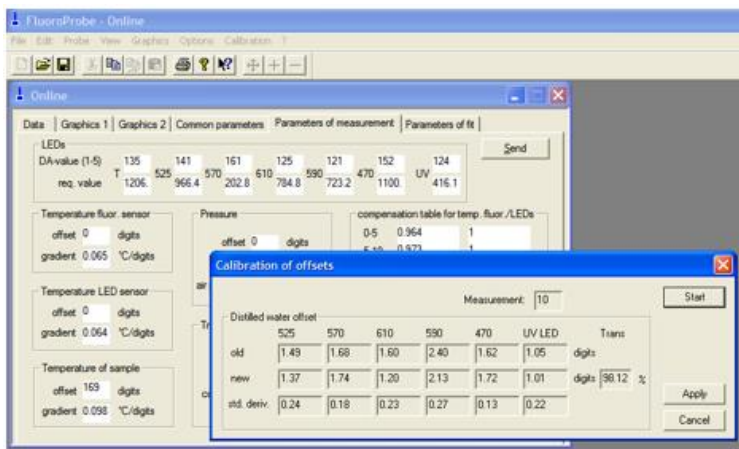 FluoroProbe - Online
File Edit Probe View Graphics Options Calibration ?
Online
Data Graphics 1 Graphics 2 Common parameters Parameters of measurement Parameters of fit
LEDs
DA-value (1-5) 135 141 161 125 121 152 124
T 525 570 610 590 470 UV
req. value 1206. 966.4 202.8 784.8 723.2 1100. 416.1
Send
Temperature fluor. sensor
offset 0 digits
gradient 0.065 °C/digits
Pressure
offset 0 digits
compensation table for temp. fluor./LEDs
0-5 0.964 1
5-10 0.973 1
Temperature LED sensor
offset 0 digits
gradient 0.064 °C/digits
Temperature of sample
offset 169 digits
gradient 0.098 °C/digits
air
Calibration of offsets
Measurement: 10
Start
Distilled water offset
525 570 610 590 470 UV LED Trans
old 1.49 1.68 1.60 2.40 1.62 1.05 digits
new 1.37 1.74 1.20 2.13 1.72 1.01 digits 98.12 %
std. deriv. 0.24 0.18 0.23 0.27 0.13 0.22
Apply
Cancel